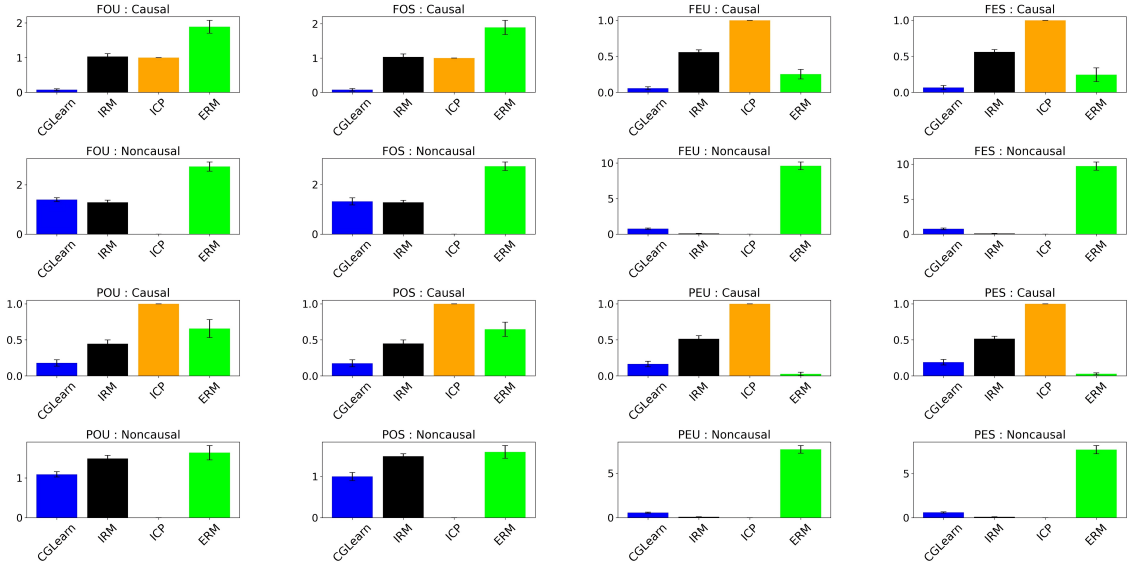 FOU : Causal
2
1
0
CGLearn IRM ICP ERM
FOS : Causal
2
1
0
CGLearn IRM ICP ERM
FEU : Causal
1.0
0.5
0.0
CGLearn IRM ICP ERM
FES : Causal
1.0
0.5
0.0
CGLearn IRM ICP ERM
FOU : Noncausal
2
0
CGLearn IRM ICP ERM
FOS : Noncausal
2
0
CGLearn IRM ICP ERM
FEU : Noncausal
10
5
0
CGLearn IRM ICP ERM
FES : Noncausal
10
5
0
CGLearn IRM ICP ERM
POU : Causal
1.0
0.5
0.0
CGLearn IRM ICP ERM
POS : Causal
1.0
0.5
0.0
CGLearn IRM ICP ERM
PEU : Causal
1.0
0.5
0.0
CGLearn IRM ICP ERM
PES : Causal
1.0
0.5
0.0
CGLearn IRM ICP ERM
POU : Noncausal
1
0
CGLearn IRM ICP ERM
POS : Noncausal
1
0
CGLearn IRM ICP ERM
PEU : Noncausal
5
0
CGLearn IRM ICP ERM
PES : Noncausal
5
0
CGLearn IRM ICP ERM